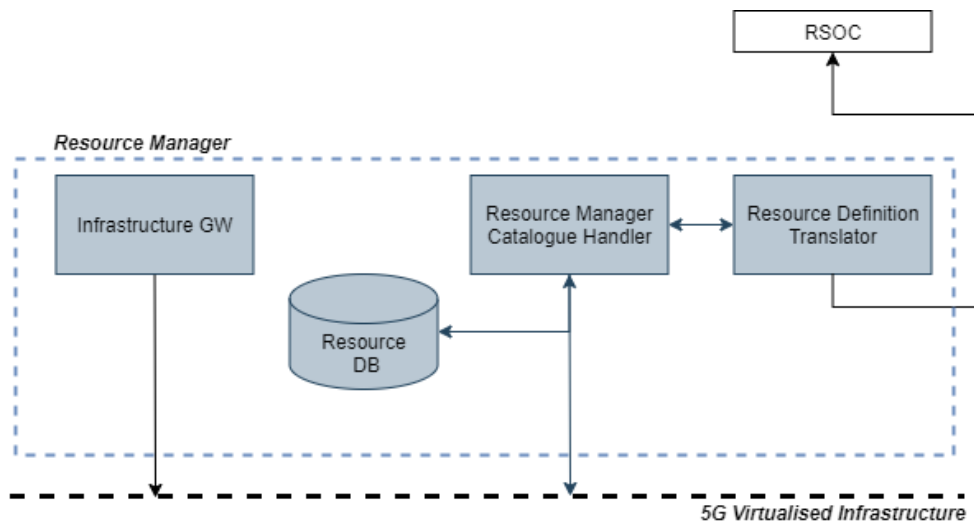 RSOC
Resource Manager
Infrastructure GW
Resource Manager
Catalogue Handler
Resource Definition
Translator
Resource
DB
5G Virtualised Infrastructure